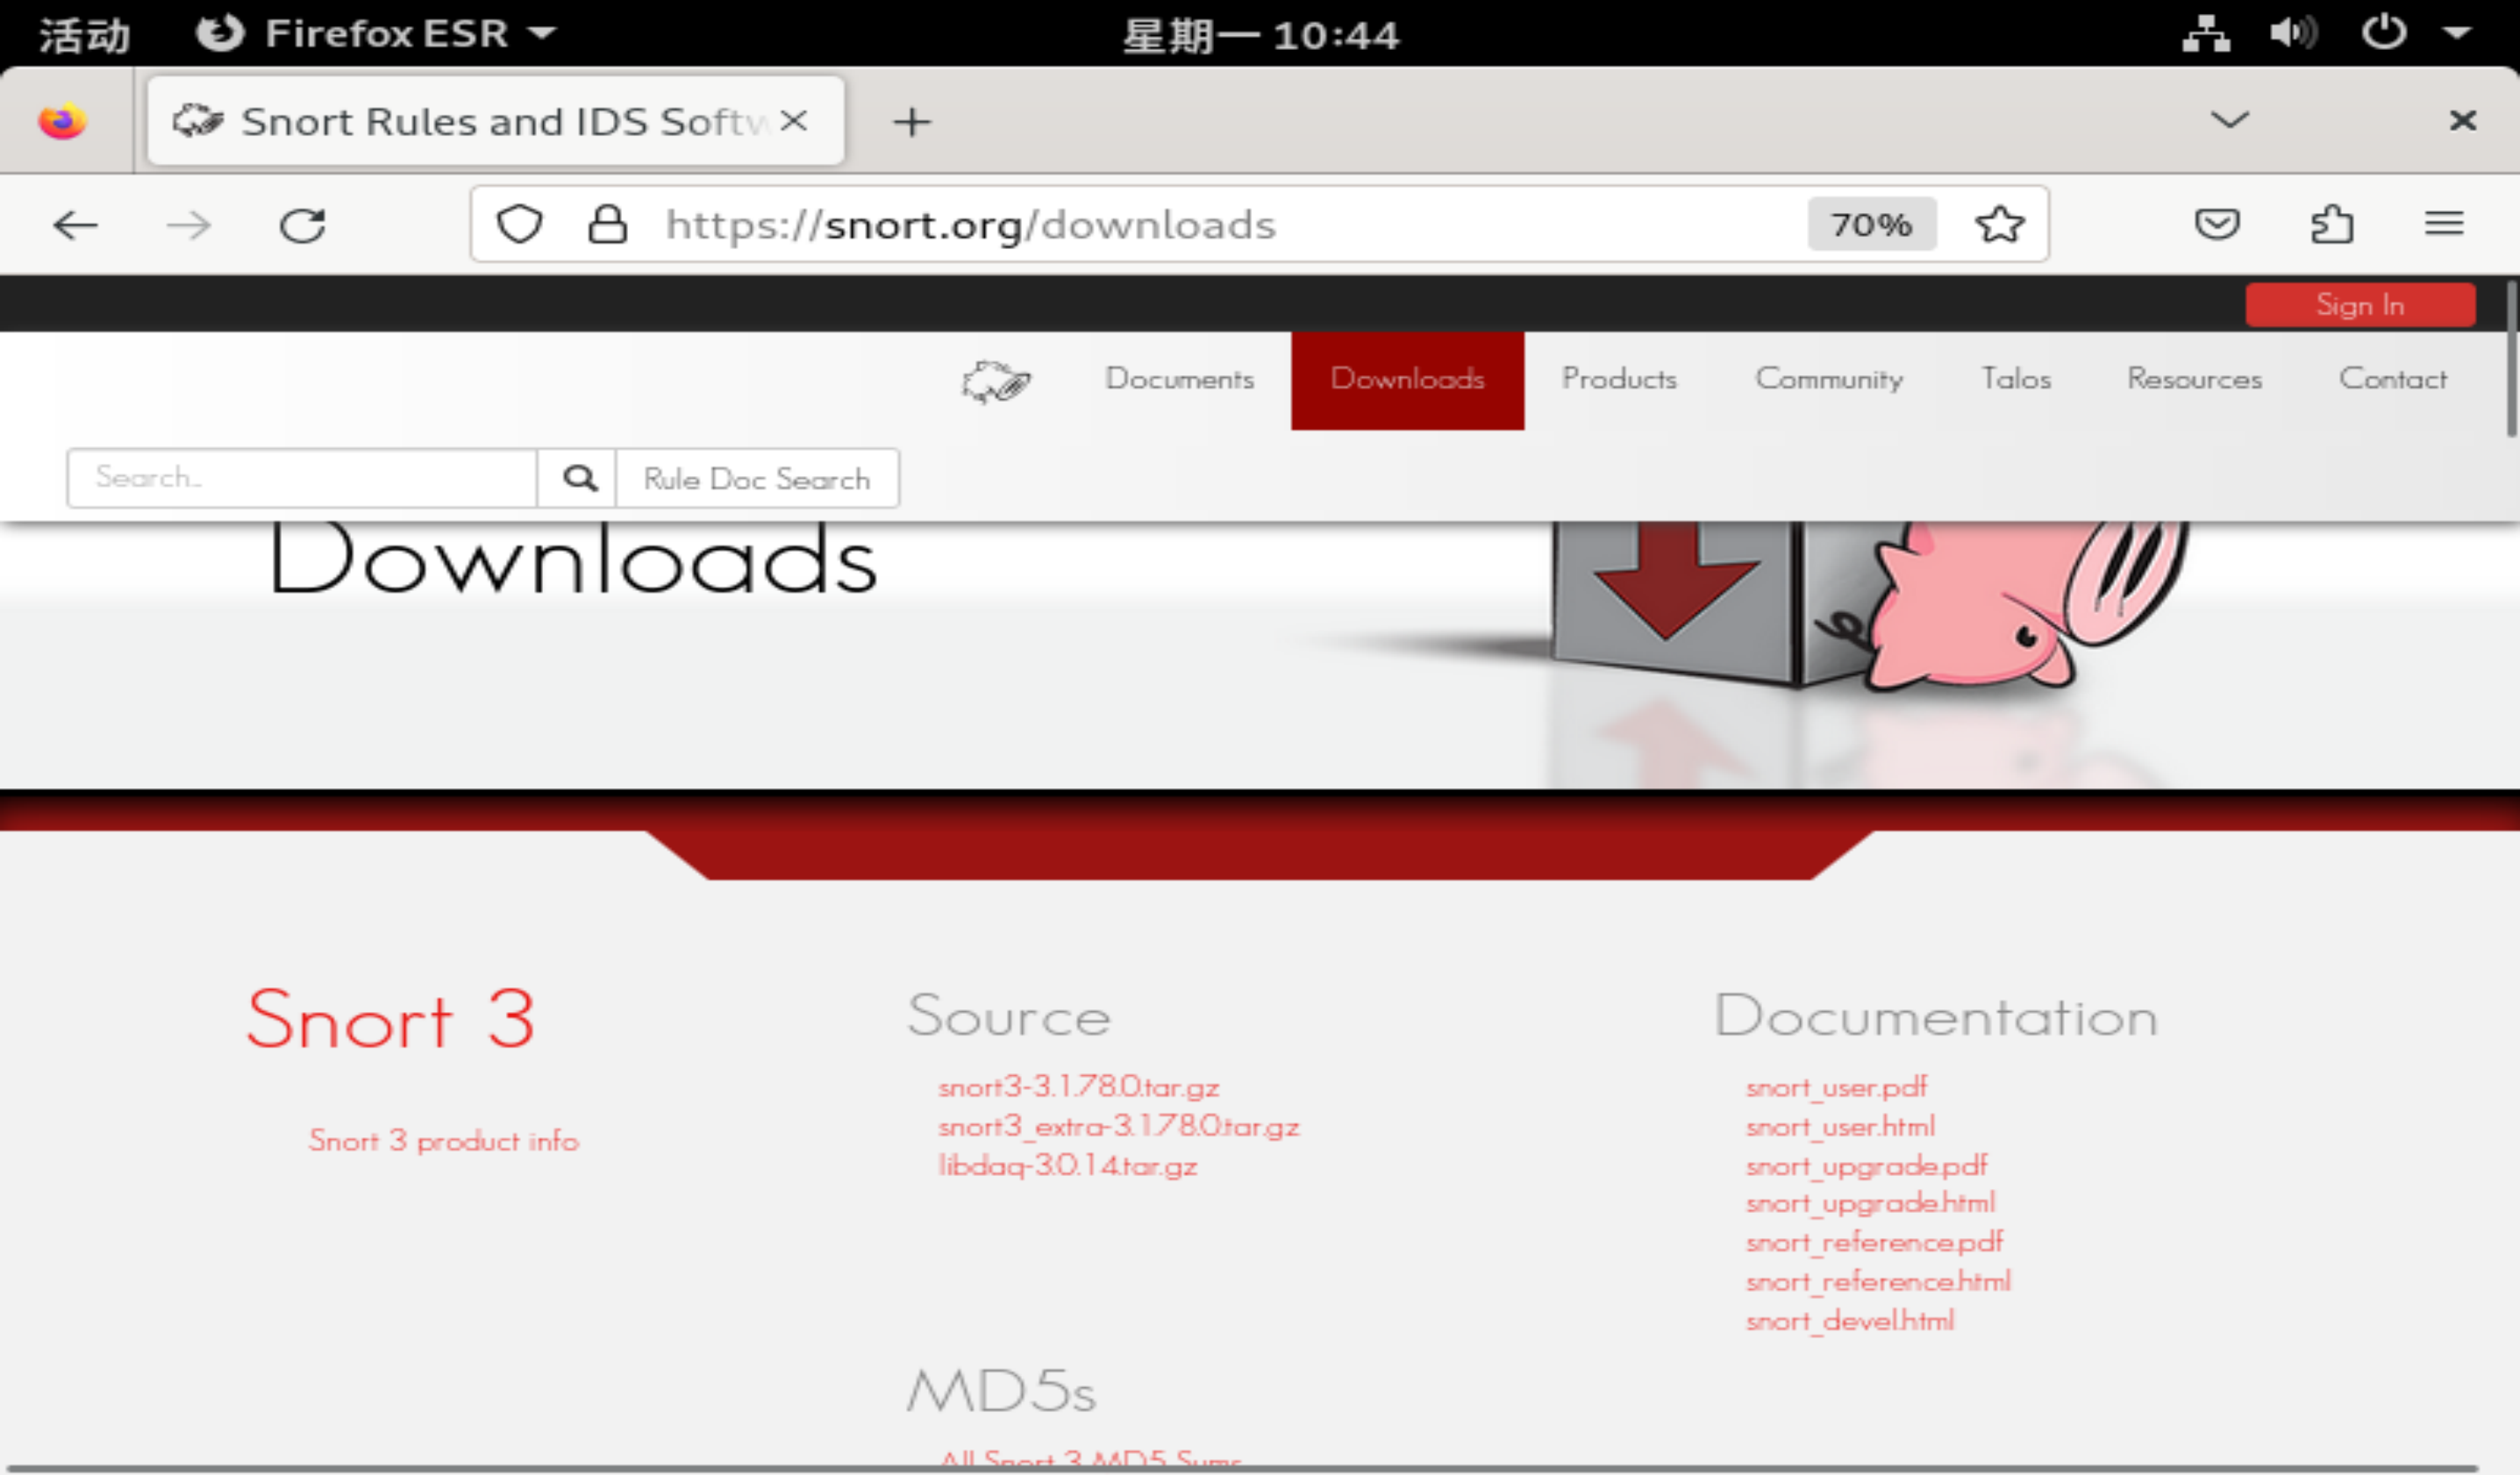 活动 Firefox ESR 星期一 10:44
Snort Rules and IDS Softw
https://snort.org/downloads 70%
Sign In
Documents Downloads Products Community Talos Resources Contact
Search... Rule Doc Search
Downloads
Snort 3
Snort 3 product info
Source
snort3-3.1.78.0.tar.gz
snort3_extra-3.1.78.0.tar.gz
libdaq-3.0.14.tar.gz
MD5s
All Snort 3 MD5 Sums
Documentation
snort_user.pdf
snort_user.html
snort_upgrade.pdf
snort_upgrade.html
snort_reference.pdf
snort_reference.html
snort_devel.html